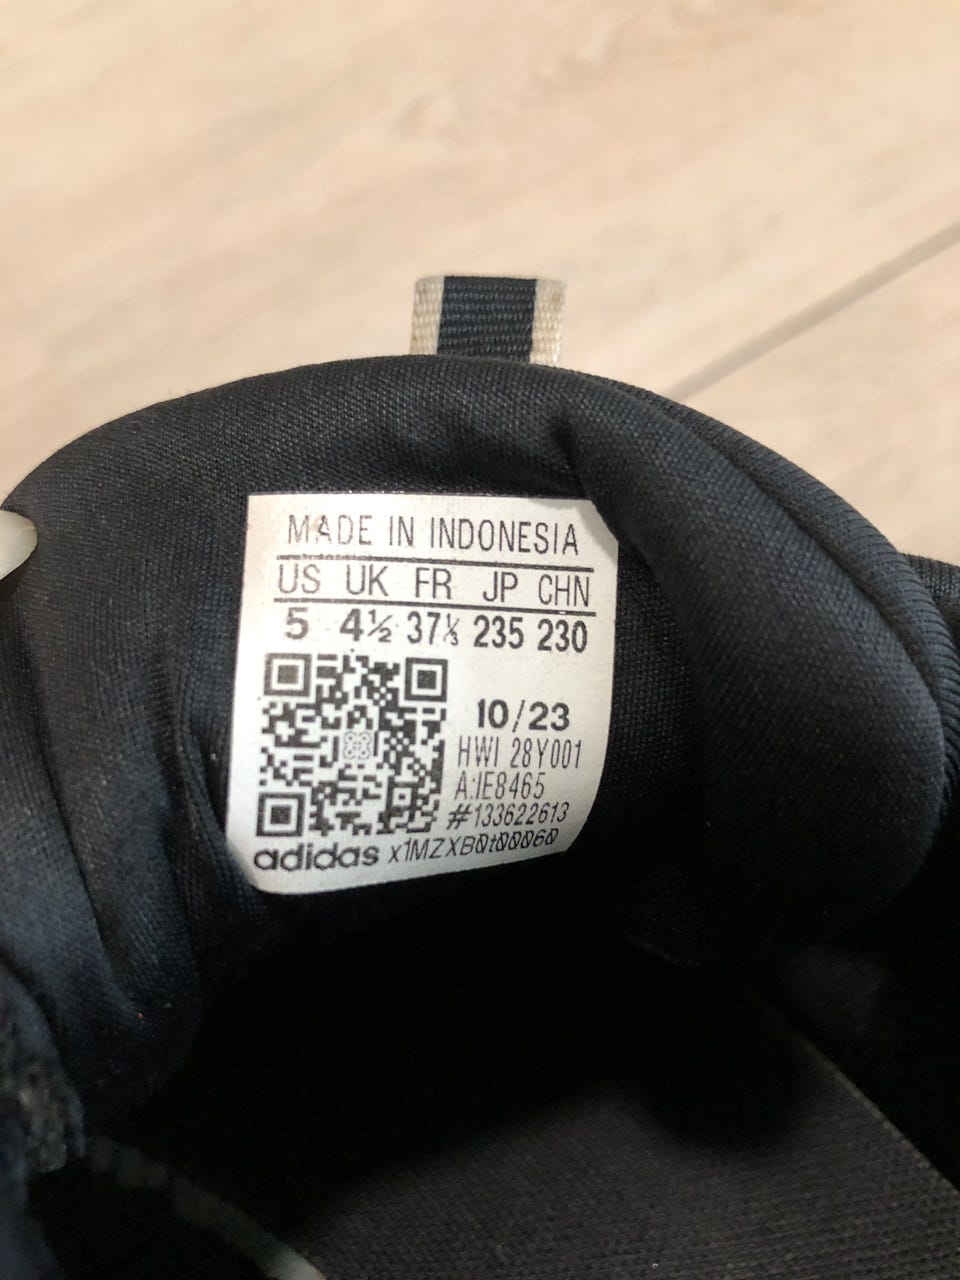 MADE IN INDONESIA
US UK FR JP CHN
5 4½ 37⅓ 235 230
10/23
HWI 28Y001
A:IE8465
#133622613
adidas x1MZXB0t00060